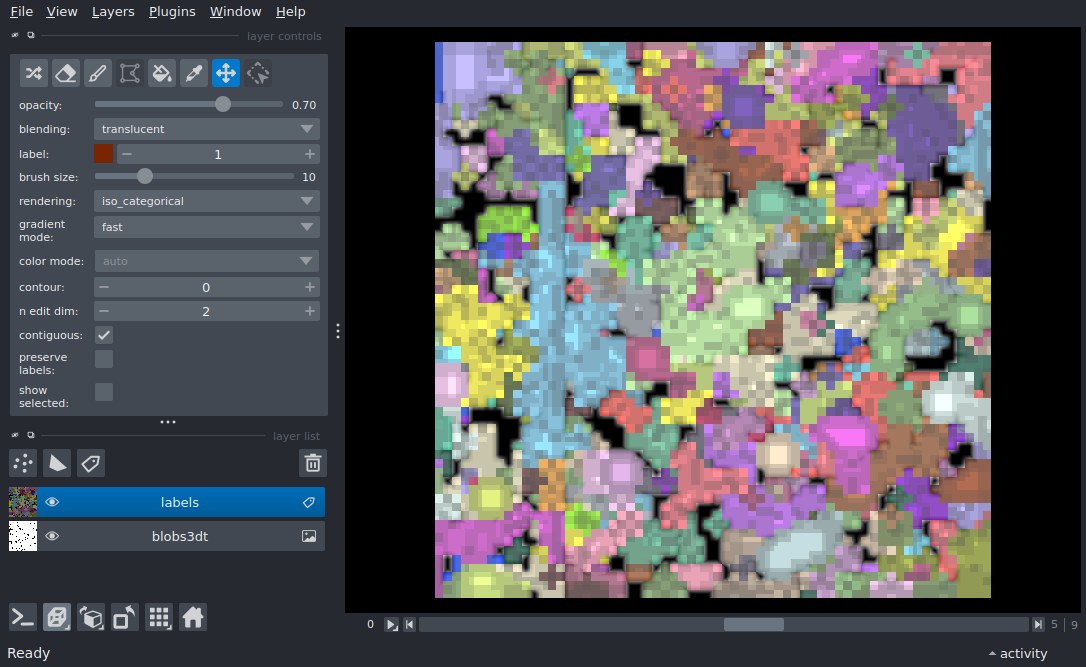 File View Layers Plugins Window Help
layer controls
opacity: 0.70
blending: translucent
label: 1
brush size: 10
rendering: iso_categorical
gradient
mode: fast
color mode: auto
contour: 0
n edit dim: 2
contiguous:
preserve
labels:
show
selected:
layer list
labels
blobs3dt
0 5 9
Ready activity